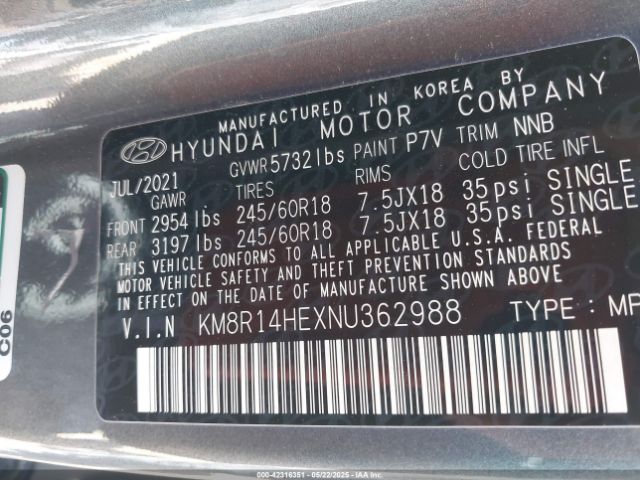 MANUFACTURED IN KOREA BY
HYUNDAI MOTOR COMPANY
JUL/2021 GVWR 5732 lbs PAINT P7V TRIM NNB
GAWR TIRES RIMS COLD TIRE INFL
FRONT 2954 lbs 245/60R18 7.5JX18 35 psi SINGLE
REAR 3197 lbs 245/60R18 7.5JX18 35 psi SINGLE
THIS VEHICLE CONFORMS TO ALL APPLICABLE U.S.A. FEDERAL
MOTOR VEHICLE SAFETY AND THEFT PREVENTION STANDARDS
IN EFFECT ON THE DATE OF MANUFACTURE SHOWN ABOVE.
V.I.N KM8R14HEXNU362988 TYPE : MP
C06
000-42316351 - 05/22/2025 - IAA Inc.